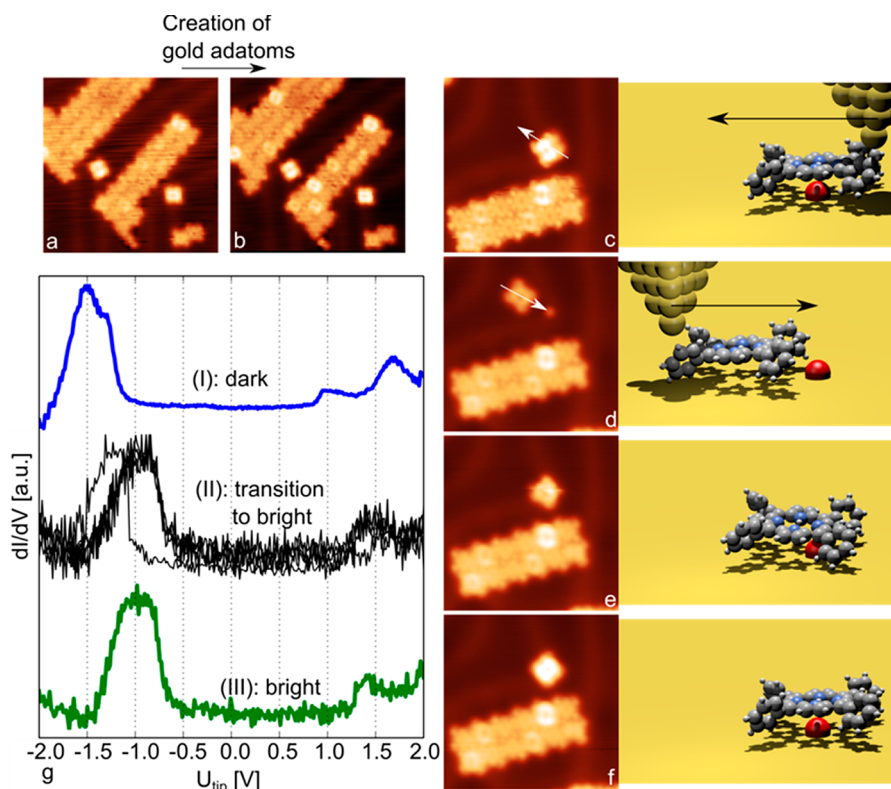 Creation of
gold adatoms
a
b
c
d
e
f
dI/dV [a.u.]
(I): dark
(II): transition
to bright
(III): bright
-2.0 -1.5 -1.0 -0.5 0.0 0.5 1.0 1.5 2.0
g
U_tip [V]